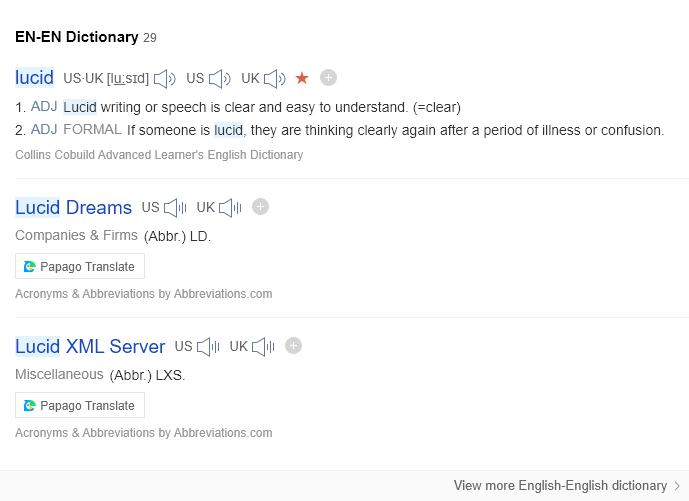 EN-EN Dictionary 29
lucid US·UK [lu:sɪd] US UK
1. ADJ Lucid writing or speech is clear and easy to understand. (=clear)
2. ADJ FORMAL If someone is lucid, they are thinking clearly again after a period of illness or confusion.
Collins Cobuild Advanced Learner's English Dictionary
Lucid Dreams US UK
Companies & Firms (Abbr.) LD.
Papago Translate
Acronyms & Abbreviations by Abbreviations.com
Lucid XML Server US UK
Miscellaneous (Abbr.) LXS.
Papago Translate
Acronyms & Abbreviations by Abbreviations.com
View more English-English dictionary